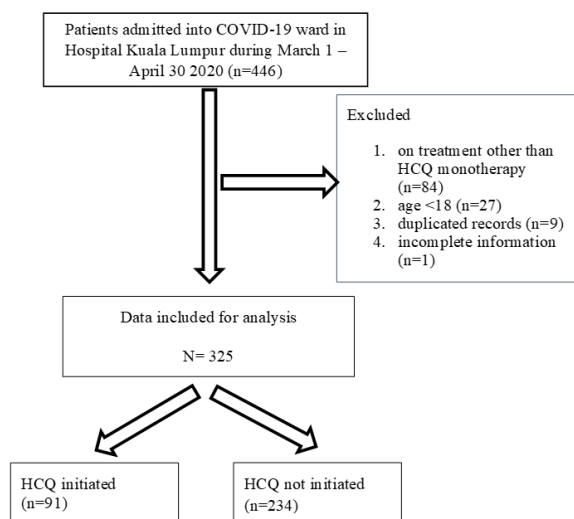 Patients admitted into COVID-19 ward in
Hospital Kuala Lumpur during March 1 –
April 30 2020 (n=446)
Excluded
1. on treatment other than
HCQ monotherapy
(n=84)
2. age <18 (n=27)
3. duplicated records (n=9)
4. incomplete information
(n=1)
Data included for analysis
N= 325
HCQ initiated
(n=91)
HCQ not initiated
(n=234)